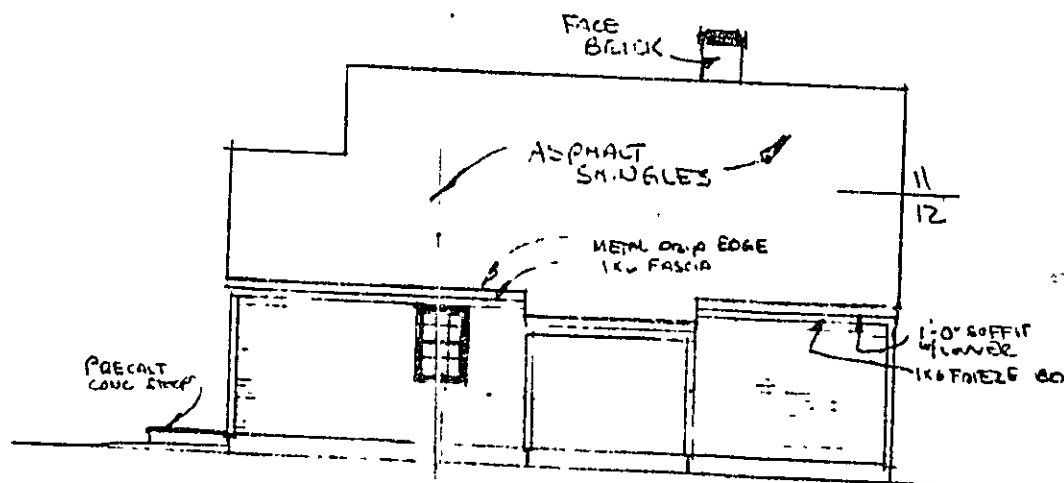 FACE
BRICK
ASPHALT
SHINGLES
11
12
METAL DRIP EDGE
1X6 FASCIA
1'-0" SOFFIT
W/LOUVER
1X6 FRIEZE BO
PRECAST
CONC STEPS